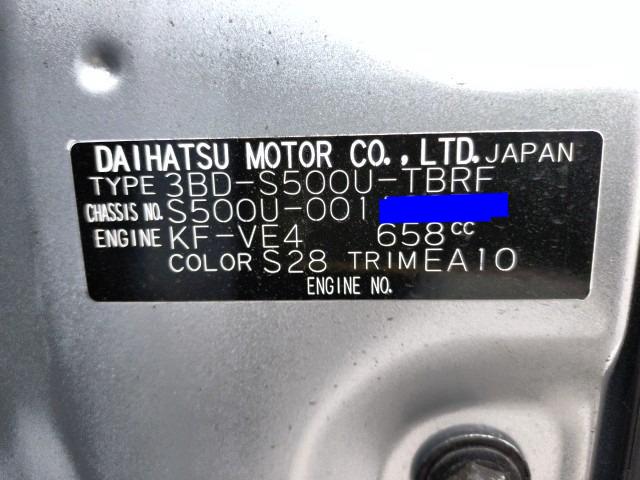 DAIHATSU MOTOR CO., LTD. JAPAN
TYPE 3BD-S500U-TBRF
CHASSIS NO. S500U-001
ENGINE KF-VE4 658cc
COLOR S28 TRIM EA10
ENGINE NO.